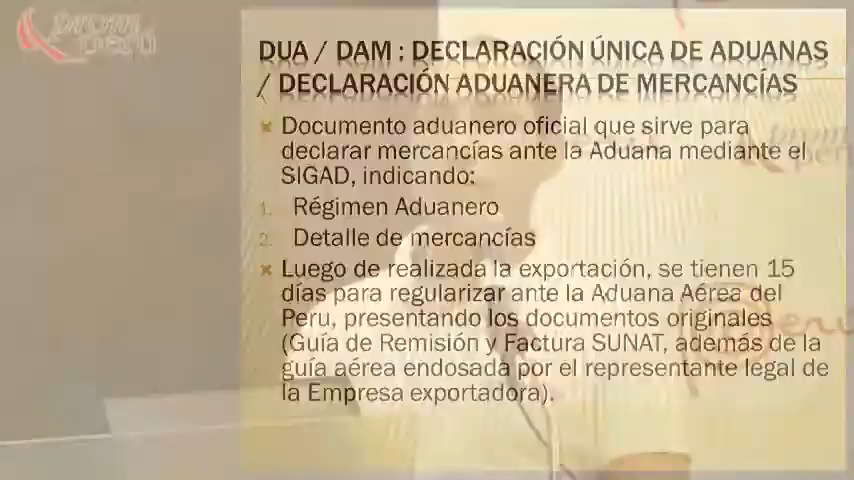 prom
perú
DUA / DAM : DECLARACIÓN ÚNICA DE ADUANAS
/ DECLARACIÓN ADUANERA DE MERCANCÍAS
Documento aduanero oficial que sirve para
declarar mercancías ante la Aduana mediante el
SIGAD, indicando:
1. Régimen Aduanero
2. Detalle de mercancías
Luego de realizada la exportación, se tienen 15
días para regularizar ante la Aduana Aérea del
Peru, presentando los documentos originales
(Guía de Remisión y Factura SUNAT, además de la
guía aérea endosada por el representante legal de
la Empresa exportadora).